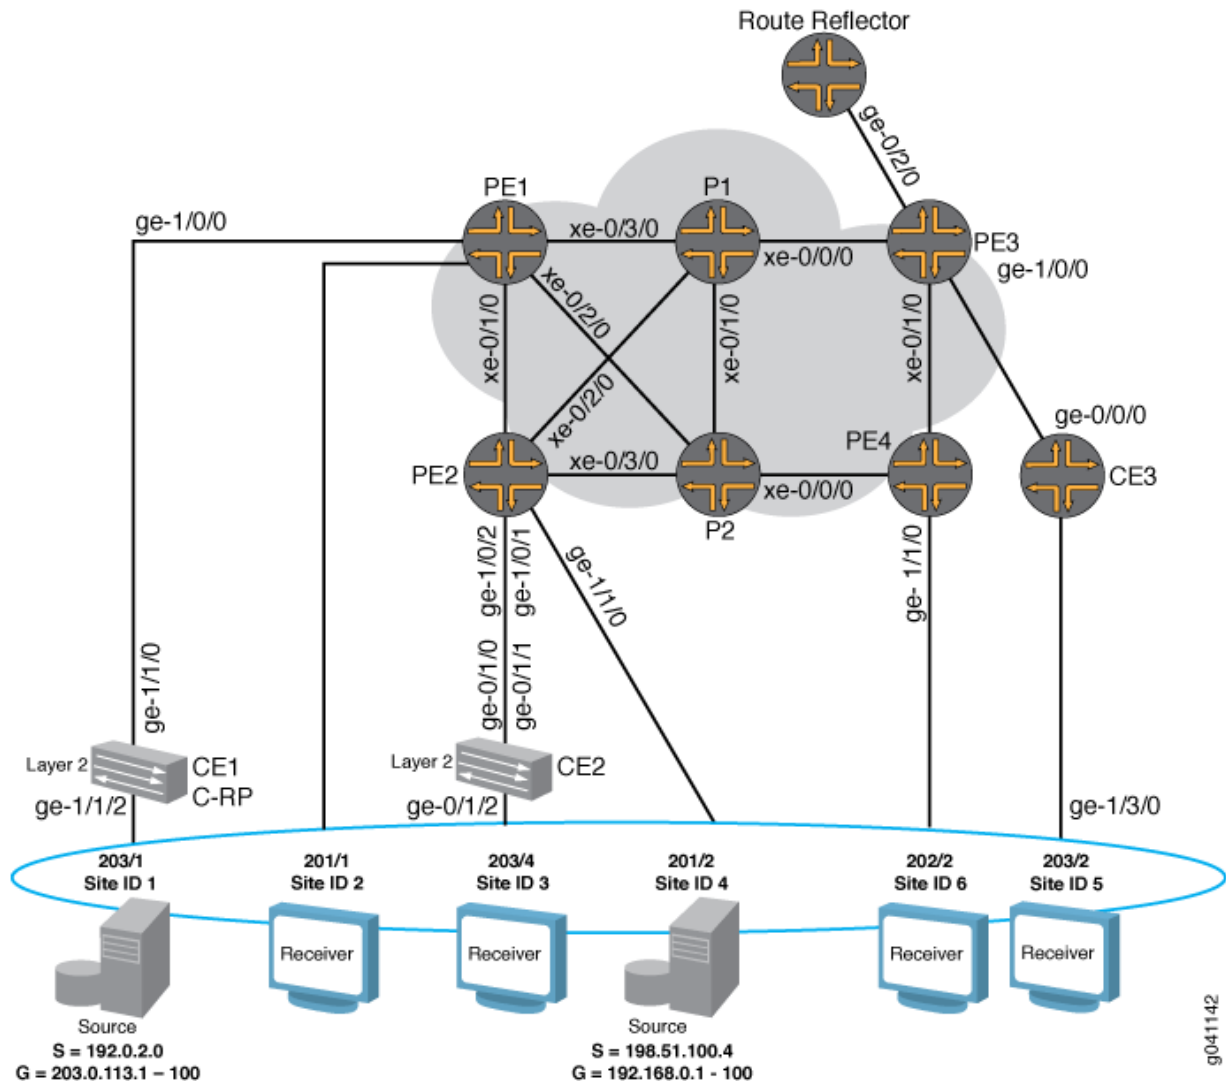 Route Reflector
ge-0/2/0
PE1
P1
ge-1/0/0
xe-0/3/0
xe-0/0/0
PE3
ge-1/0/0
xe-0/2/0
xe-0/1/0
xe-0/1/0
xe-0/1/0
xe-0/2/0
ge-0/0/0
PE4
PE2
xe-0/3/0
xe-0/0/0
CE3
P2
ge-1/0/2
ge-1/0/1
ge-1/1/0
ge- 1/1/0
ge-1/1/0
ge-0/1/0
ge-0/1/1
Layer 2
CE1
C-RP
Layer 2
CE2
ge-1/1/2
ge-0/1/2
ge-1/3/0
203/1
Site ID 1
201/1
Site ID 2
203/4
Site ID 3
201/2
Site ID 4
202/2
Site ID 6
203/2
Site ID 5
Receiver
Receiver
Receiver
Receiver
Source
S = 192.0.2.0
G = 203.0.113.1 – 100
Source
S = 198.51.100.4
G = 192.168.0.1 - 100
g041142